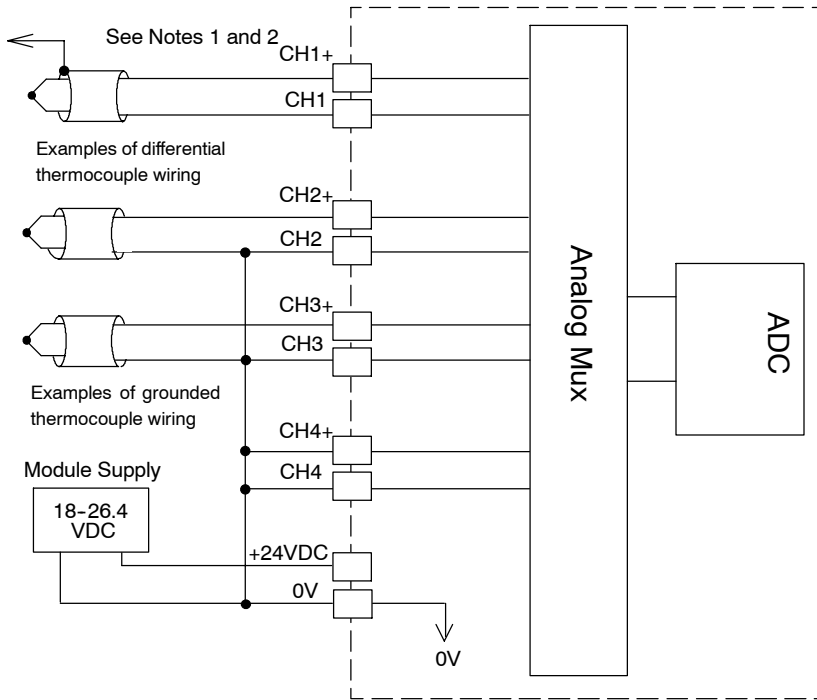 See Notes 1 and 2
CH1+
CH1
Examples of differential
thermocouple wiring
CH2+
CH2
CH3+
CH3
Examples of grounded
thermocouple wiring
CH4+
CH4
Module Supply
18-26.4
VDC
+24VDC
0V
0V
Analog Mux
ADC